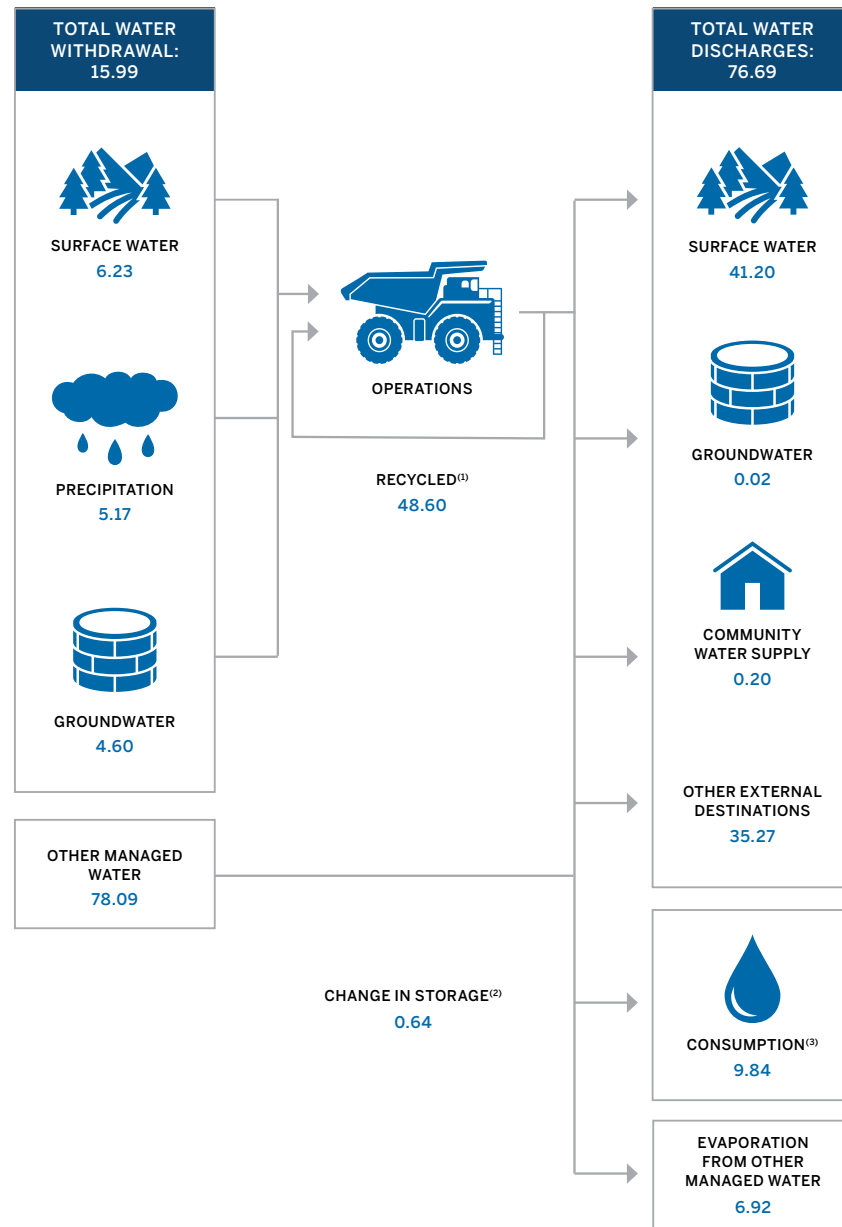 TOTAL WATER
WITHDRAWAL:
15.99
SURFACE WATER
6.23
PRECIPITATION
5.17
GROUNDWATER
4.60
OTHER MANAGED
WATER
78.09
OPERATIONS
RECYCLED(1)
48.60
CHANGE IN STORAGE(2)
0.64
TOTAL WATER
DISCHARGES:
76.69
SURFACE WATER
41.20
GROUNDWATER
0.02
COMMUNITY
WATER SUPPLY
0.20
OTHER EXTERNAL
DESTINATIONS
35.27
CONSUMPTION(3)
9.84
EVAPORATION
FROM OTHER
MANAGED WATER
6.92